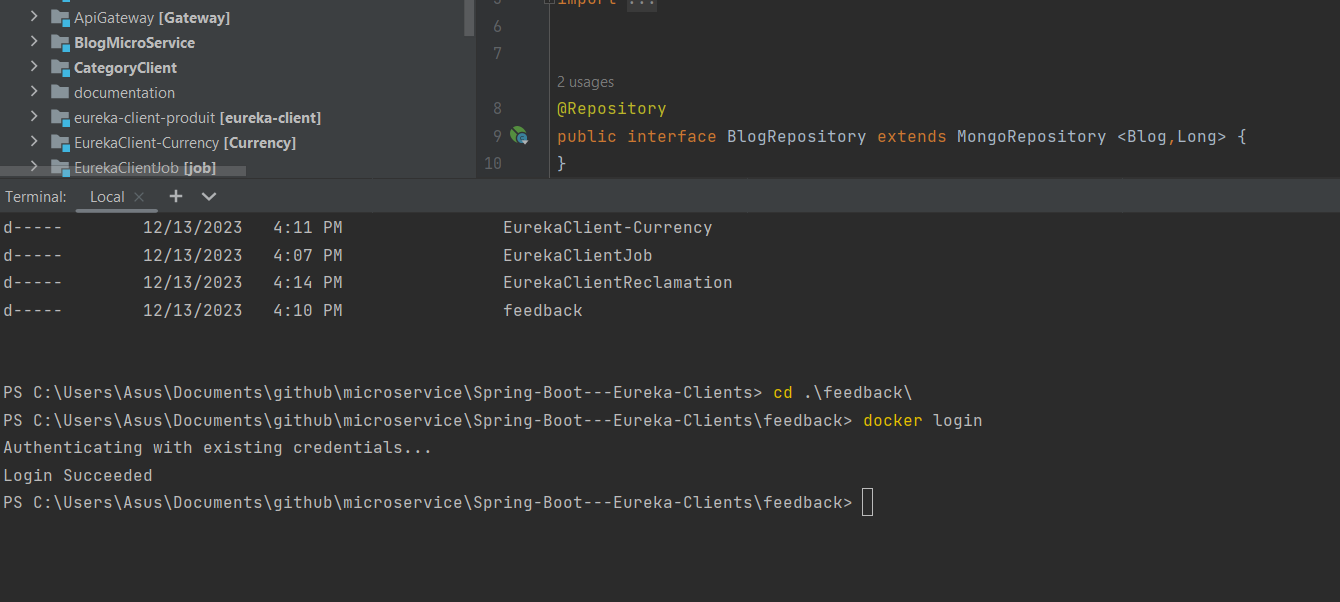 ApiGateway [Gateway]
BlogMicroService
CategoryClient
documentation
eureka-client-produit [eureka-client]
EurekaClient-Currency [Currency]
EurekaClientJob [job]
5 import ...
6
7
2 usages
8 @Repository
9 public interface BlogRepository extends MongoRepository <Blog,Long> {
10 }
Terminal: Local × +
d----- 12/13/2023 4:11 PM EurekaClient-Currency
d----- 12/13/2023 4:07 PM EurekaClientJob
d----- 12/13/2023 4:14 PM EurekaClientReclamation
d----- 12/13/2023 4:10 PM feedback
PS C:\Users\Asus\Documents\github\microservice\Spring-Boot---Eureka-Clients> cd .\feedback\
PS C:\Users\Asus\Documents\github\microservice\Spring-Boot---Eureka-Clients\feedback> docker login
Authenticating with existing credentials...
Login Succeeded
PS C:\Users\Asus\Documents\github\microservice\Spring-Boot---Eureka-Clients\feedback>